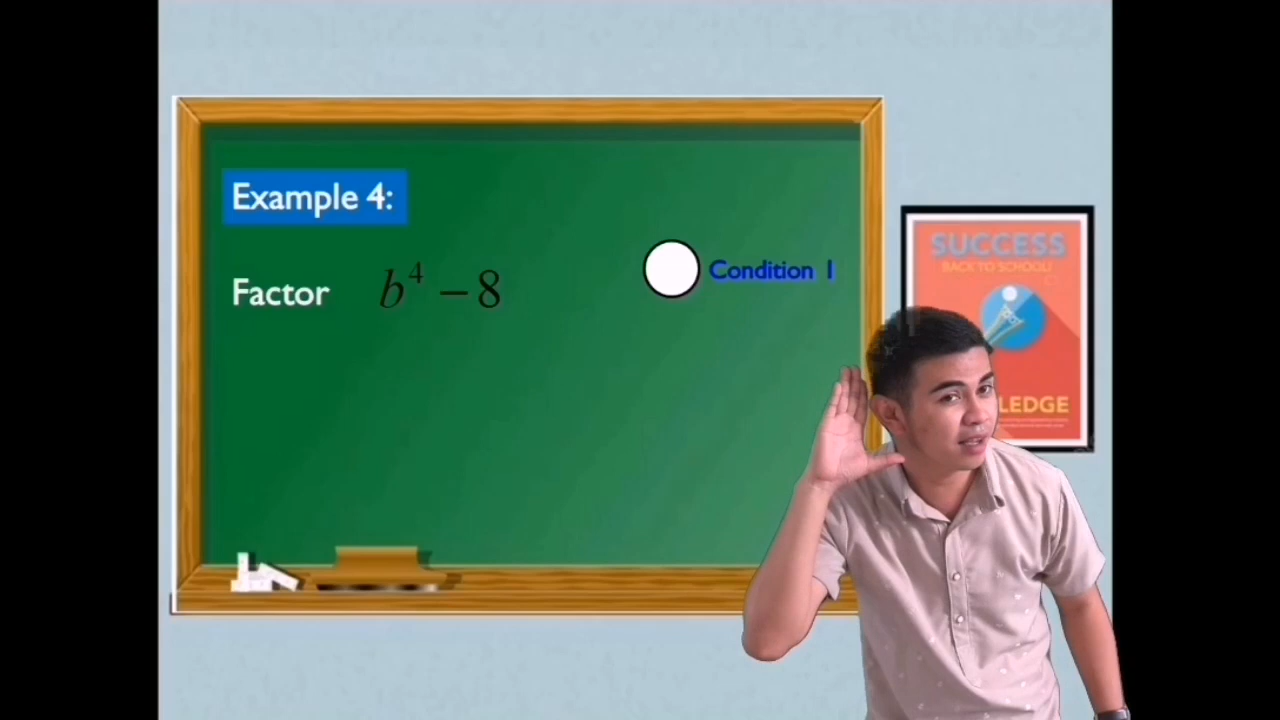 Example 4:
Factor b⁴ – 8
Condition 1
SUCCESS
BACK TO SCHOOL!
LEDGE